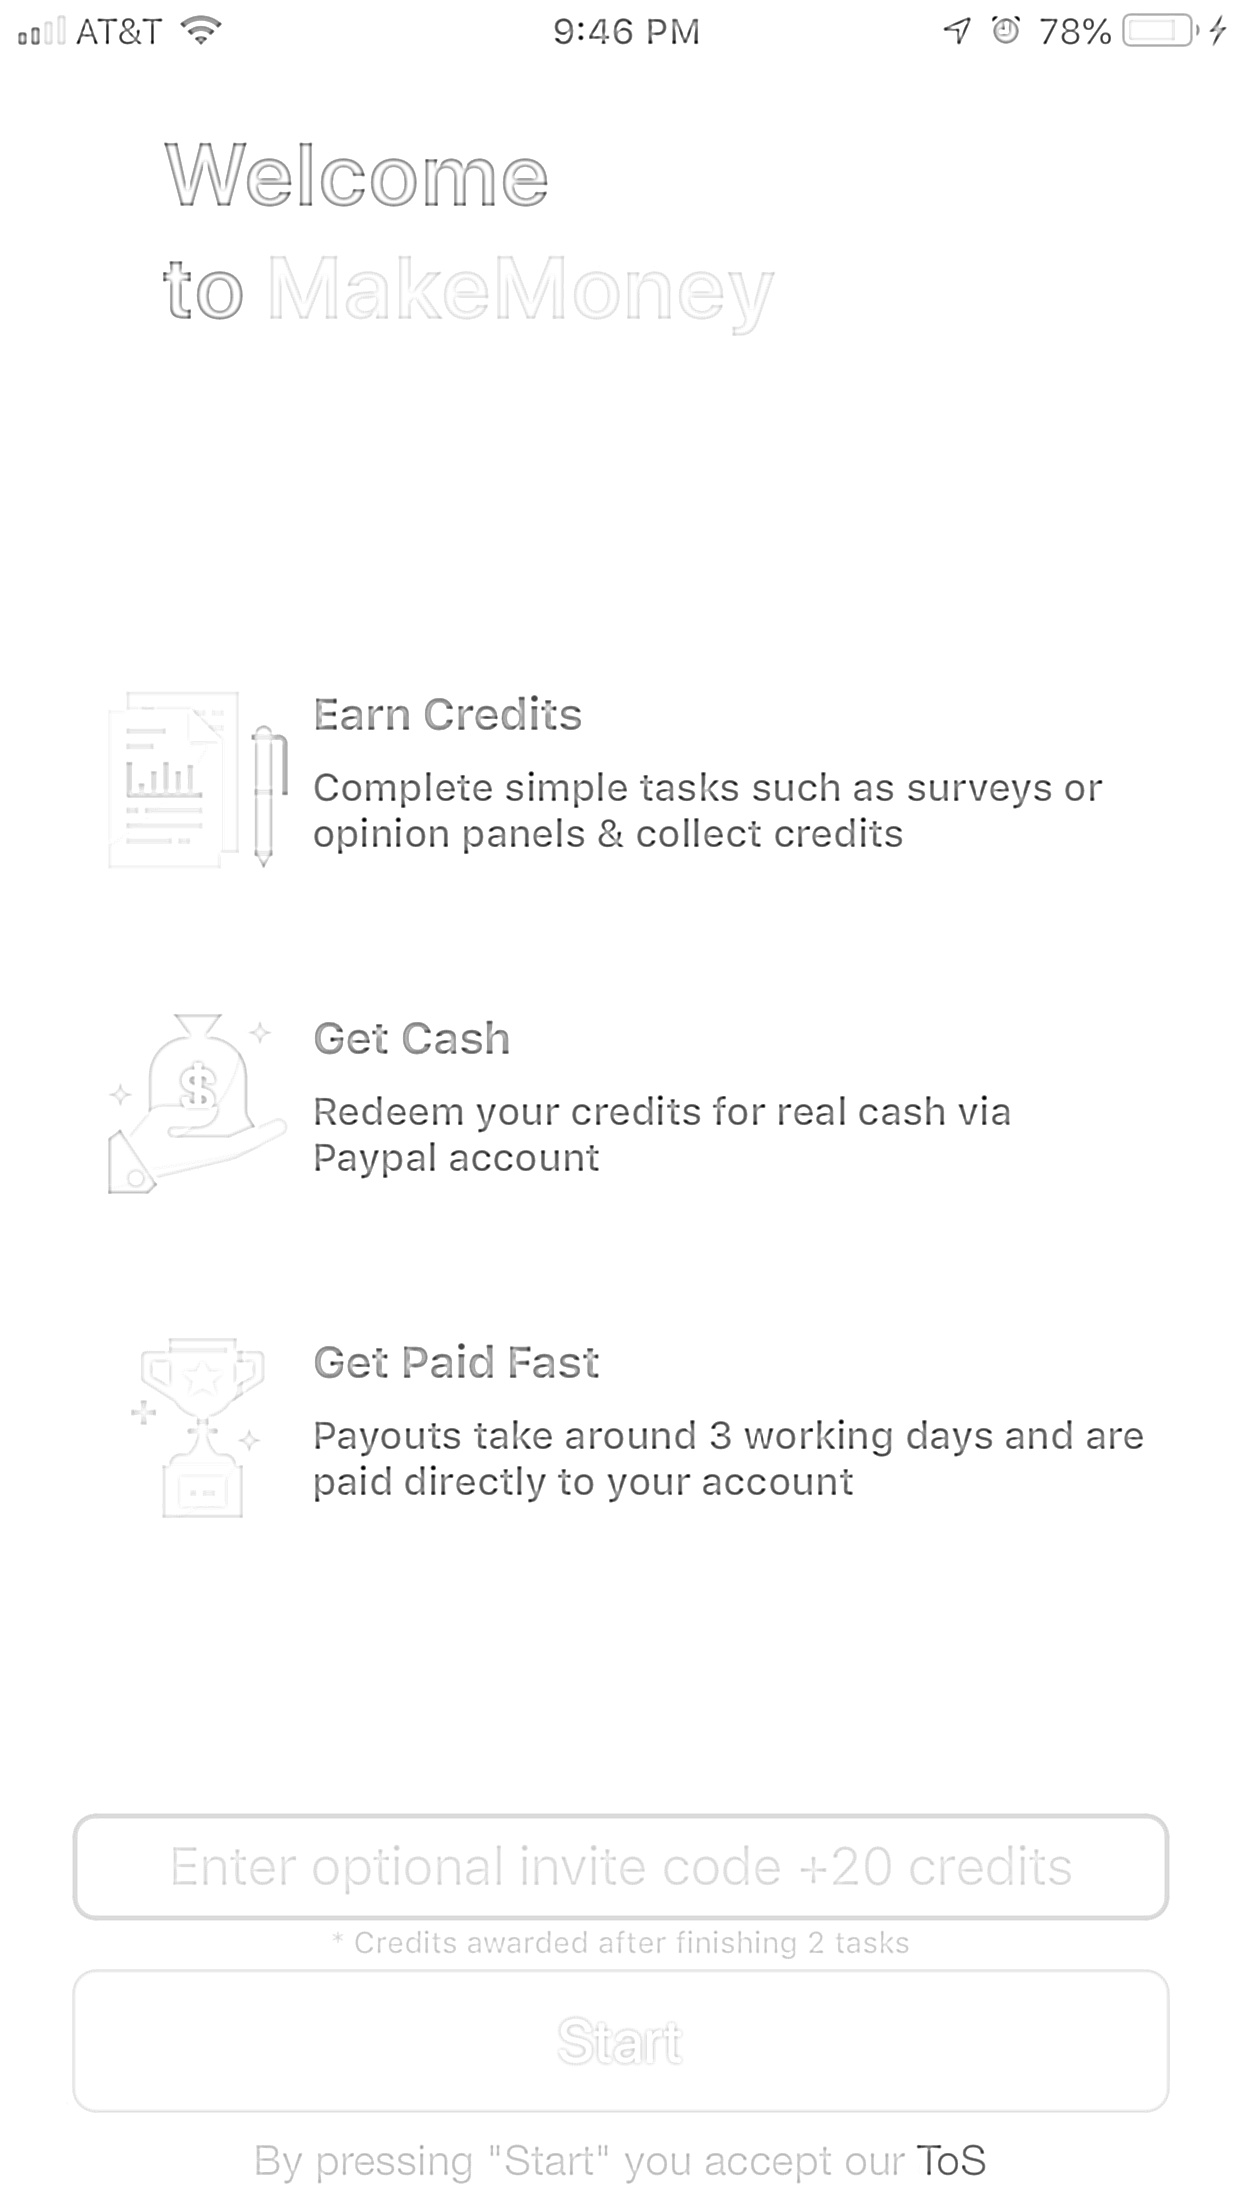 AT&T 9:46 PM 78%
Welcome
to MakeMoney
Earn Credits
Complete simple tasks such as surveys or
opinion panels & collect credits
Get Cash
Redeem your credits for real cash via
Paypal account
Get Paid Fast
Payouts take around 3 working days and are
paid directly to your account
Enter optional invite code +20 credits
* Credits awarded after finishing 2 tasks
Start
By pressing "Start" you accept our ToS